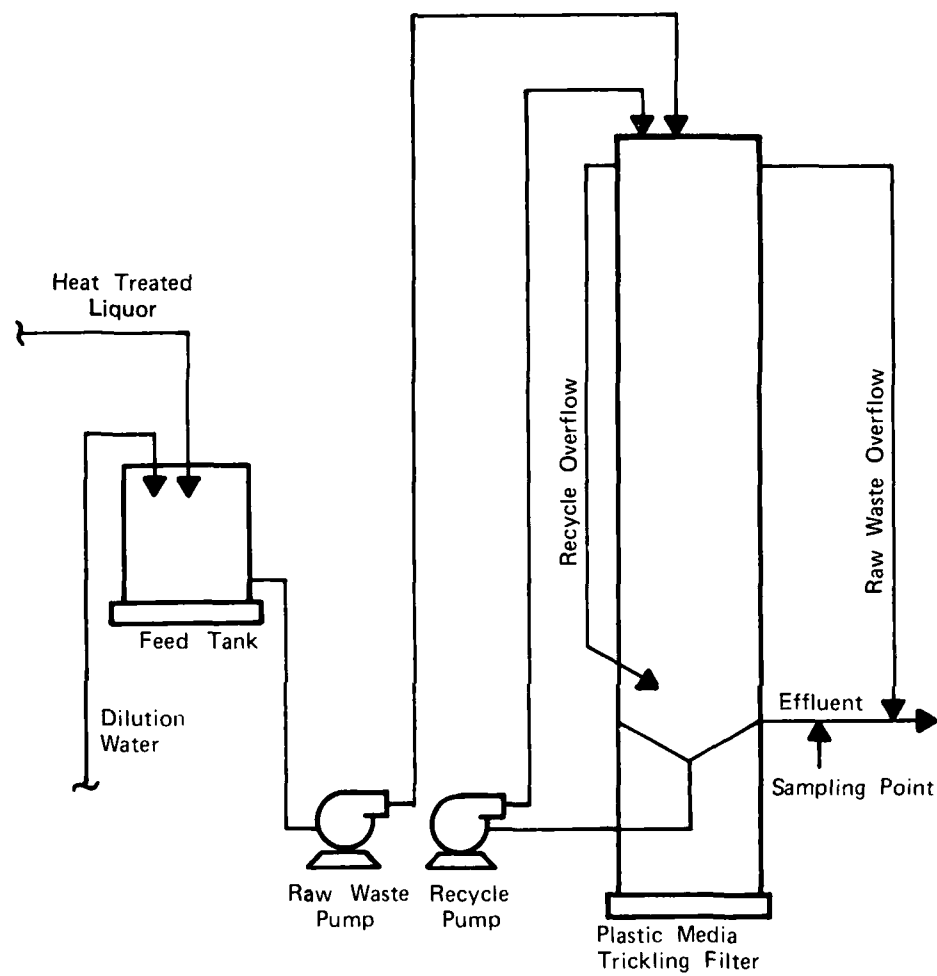 Heat Treated
Liquor
Recycle Overflow
Raw Waste Overflow
Feed Tank
Dilution
Water
Effluent
Sampling Point
Raw Waste
Pump
Recycle
Pump
Plastic Media
Trickling Filter